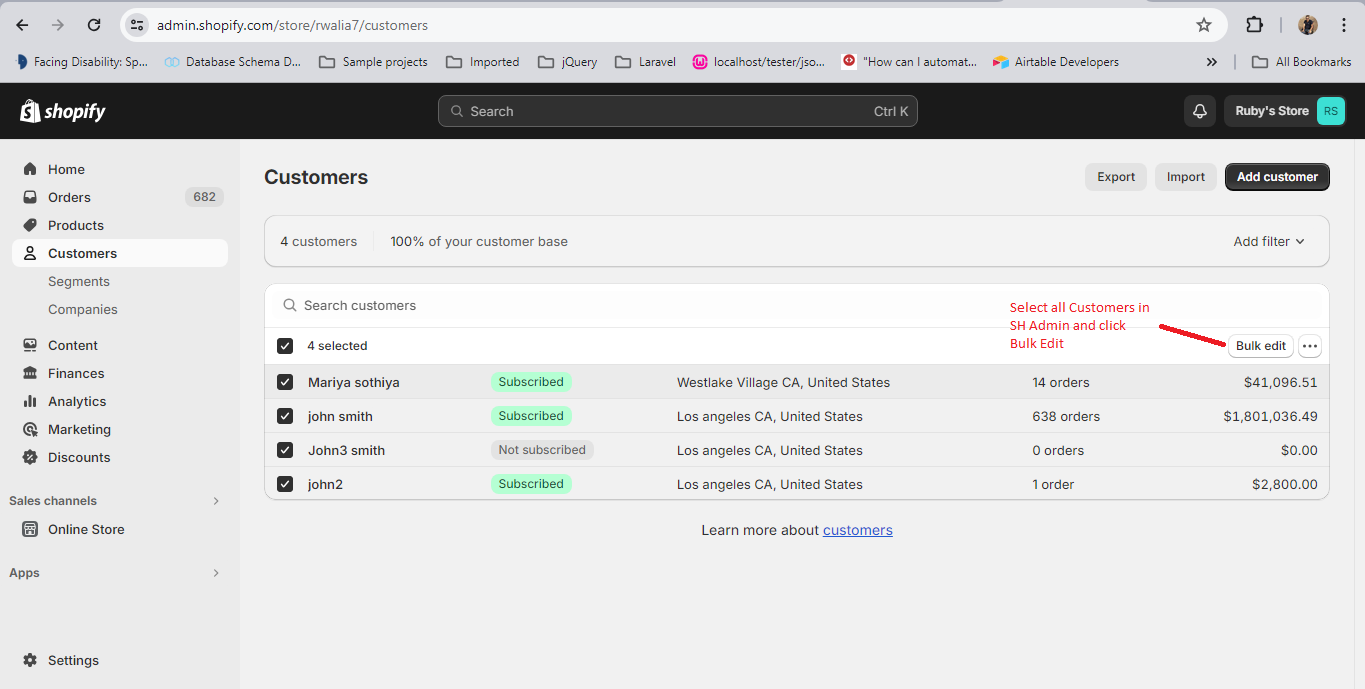 admin.shopify.com/store/rwalia7/customers
Facing Disability: Sp... Database Schema D... Sample projects Imported jQuery Laravel localhost/tester/jso... "How can I automat... Airtable Developers » All Bookmarks
shopify Search Ctrl K Ruby's Store RS
Home
Orders 682
Products
Customers
Segments
Companies
Content
Finances
Analytics
Marketing
Discounts
Sales channels
Online Store
Apps
Settings
Customers Export Import Add customer
4 customers 100% of your customer base Add filter
Search customers
Select all Customers in
SH Admin and click
Bulk Edit
4 selected Bulk edit
Mariya sothiya Subscribed Westlake Village CA, United States 14 orders $41,096.51
john smith Subscribed Los angeles CA, United States 638 orders $1,801,036.49
John3 smith Not subscribed Los angeles CA, United States 0 orders $0.00
john2 Subscribed Los angeles CA, United States 1 order $2,800.00
Learn more about customers